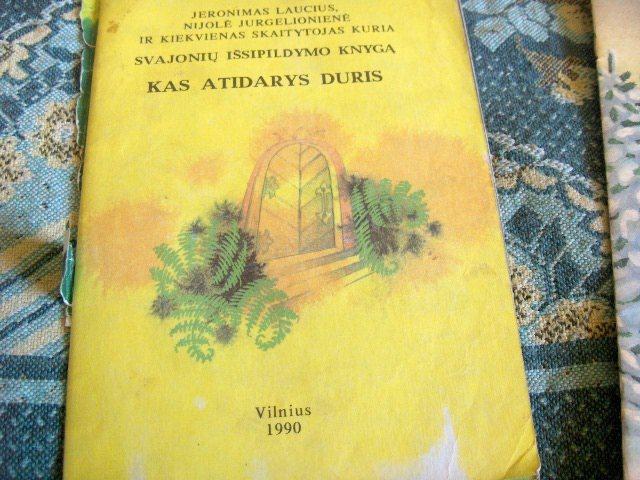 JERONIMAS LAUCIUS,
NIJOLĖ JURGELIONIENĖ
IR KIEKVIENAS SKAITYTOJAS KURIA
SVAJONIŲ IŠSIPILDYMO KNYGĄ
KAS ATIDARYS DURIS
Vilnius
1990